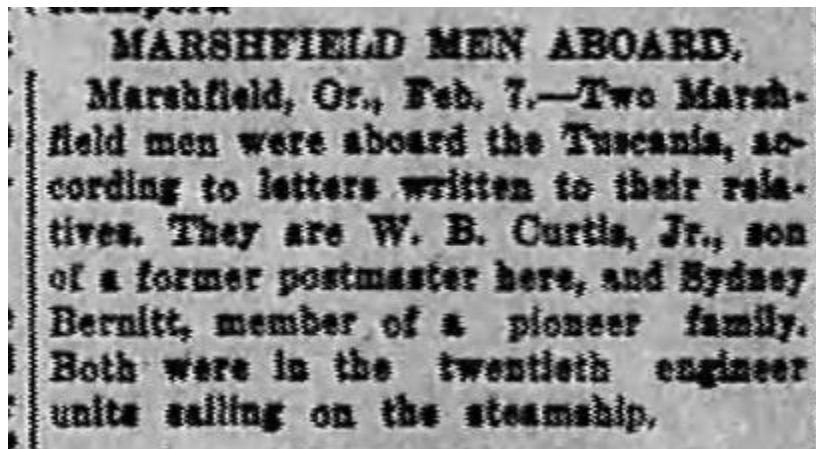 MARSHFIELD MEN ABOARD.
Marshfield, Or., Feb. 7.—Two Marsh-
field men were aboard the Tuscania, ac-
cording to letters written to their rela-
tives. They are W. B. Curtis, Jr., son
of a former postmaster here, and Sydney
Bernitt, member of a pioneer family.
Both were in the twentieth engineer
units sailing on the steamship.